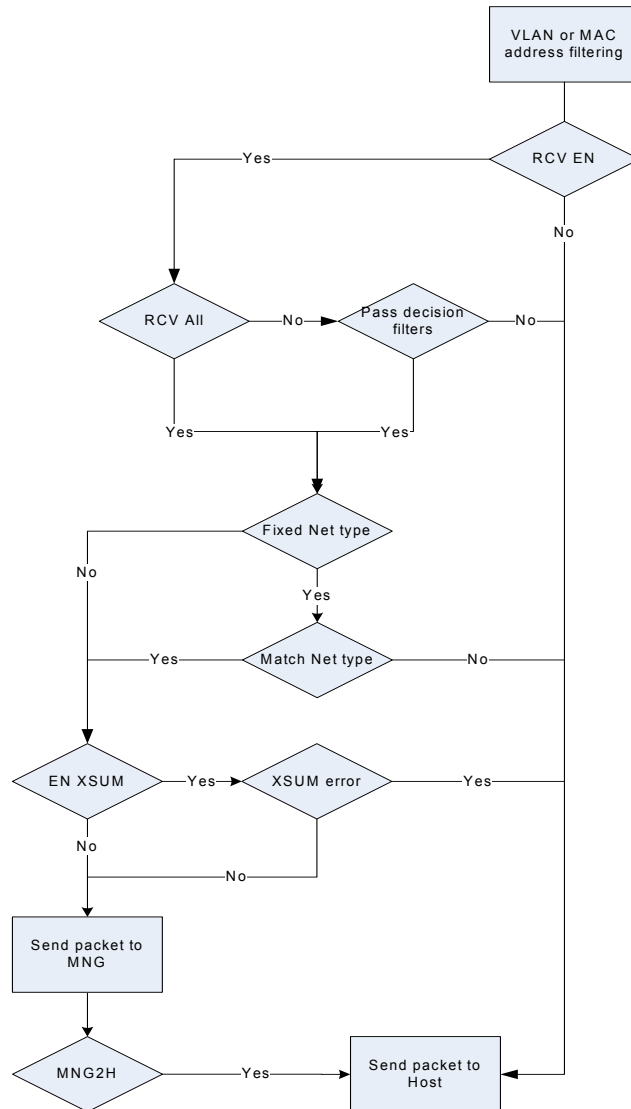 VLAN or MAC
address filtering
RCV EN
Yes
No
RCV All
No
Pass decision
filters
No
Yes
Yes
Fixed Net type
No
Yes
Yes
Match Net type
No
EN XSUM
Yes
XSUM error
Yes
No
No
Send packet to
MNG
MNG2H
Yes
Send packet to
Host